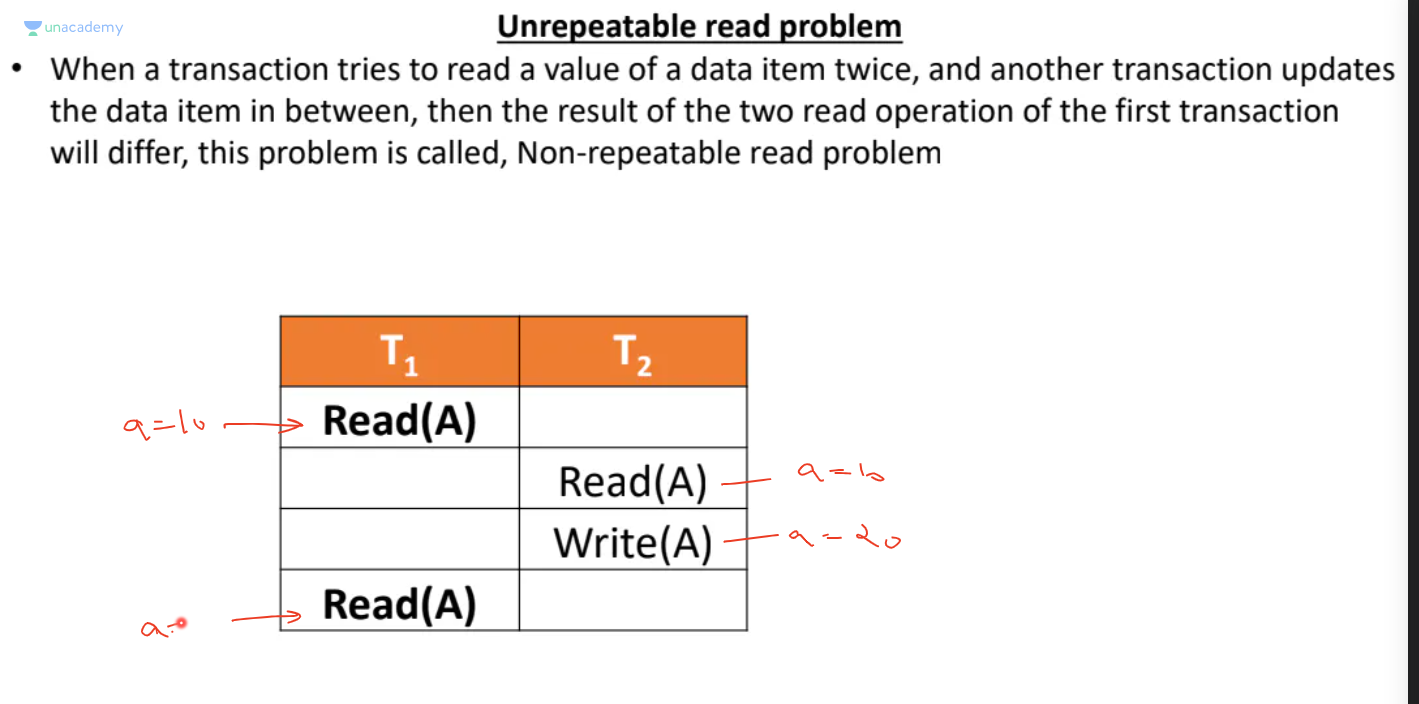 unacademy
Unrepeatable read problem
• When a transaction tries to read a value of a data item twice, and another transaction updates
the data item in between, then the result of the two read operation of the first transaction
will differ, this problem is called, Non-repeatable read problem
T1 T2
a=10 Read(A)
Read(A) a=10
Write(A) a=20
a= Read(A)